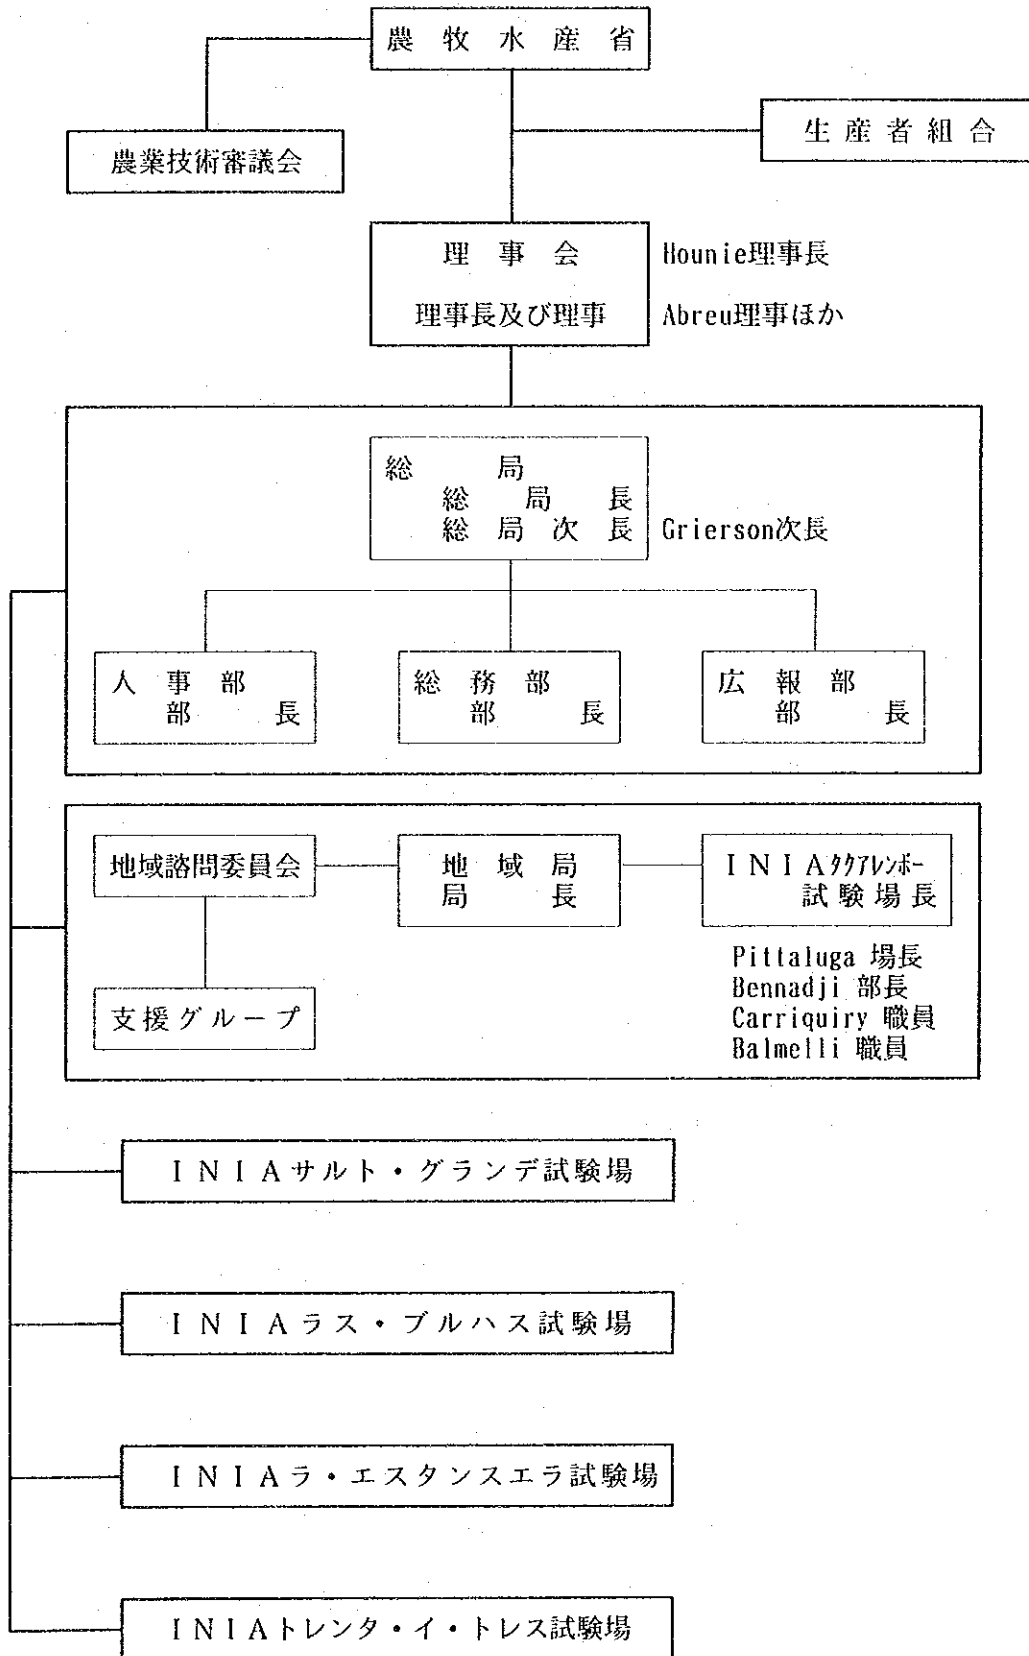 農牧水産省
生産者組合
農業技術審議会
理事会
Hounie理事長
理事長及び理事
Abreu理事ほか
総局
総局長
総局次長
Grierson次長
人事部
部長
総務部
部長
広報部
部長
地域諮問委員会
地域局
局長
INIAタクアレンボー
試験場長
Pittaluga 場長
Bennadji 部長
Carriquiry 職員
Balmelli 職員
支援グループ
INIAサルト・グランデ試験場
INIAラス・ブルハス試験場
INIAラ・エスタンスエラ試験場
INIAトレンタ・イ・トレス試験場